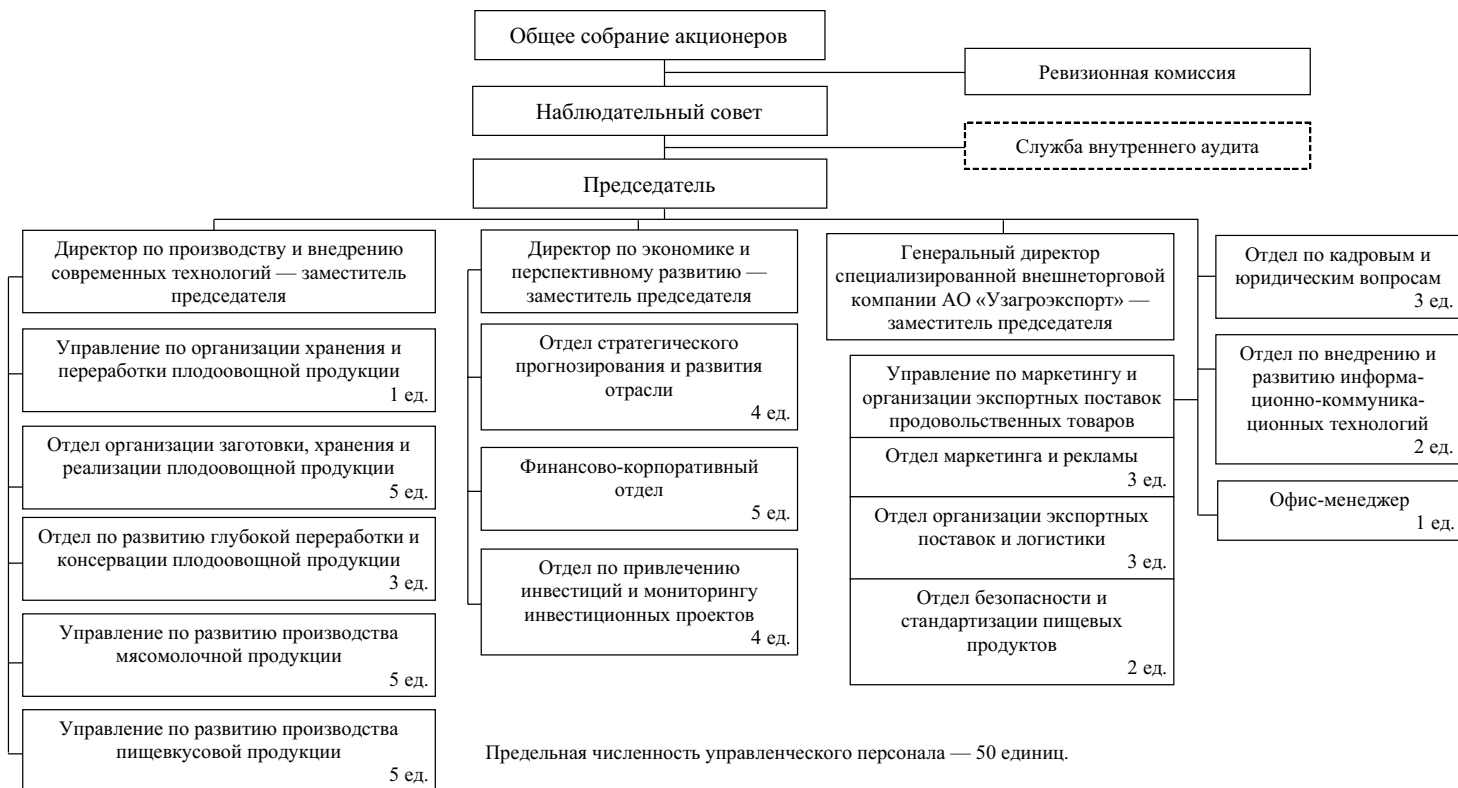 Общее собрание акционеров
Ревизионная комиссия
Наблюдательный совет
Служба внутреннего аудита
Председатель
Директор по производству и внедрению
современных технологий — заместитель
председателя
Управление по организации хранения и
переработки плодоовощной продукции
1 ед.
Отдел организации заготовки, хранения и
реализации плодоовощной продукции
5 ед.
Отдел по развитию глубокой переработки и
консервации плодоовощной продукции
3 ед.
Управление по развитию производства
мясомолочной продукции
5 ед.
Управление по развитию производства
пищевкусовой продукции
5 ед.
Директор по экономике и
перспективному развитию —
заместитель председателя
Отдел стратегического
прогнозирования и развития
отрасли
4 ед.
Финансово-корпоративный
отдел
5 ед.
Отдел по привлечению
инвестиций и мониторингу
инвестиционных проектов
4 ед.
Генеральный директор
специализированной внешнеторговой
компании АО «Узагроэкспорт» —
заместитель председателя
Управление по маркетингу и
организации экспортных поставок
продовольственных товаров
Отдел маркетинга и рекламы
3 ед.
Отдел организации экспортных
поставок и логистики
3 ед.
Отдел безопасности и
стандартизации пищевых
продуктов
2 ед.
Отдел по кадровым и
юридическим вопросам
3 ед.
Отдел по внедрению и
развитию информа-
ционно-коммуника-
ционных технологий
2 ед.
Офис-менеджер
1 ед.
Предельная численность управленческого персонала — 50 единиц.